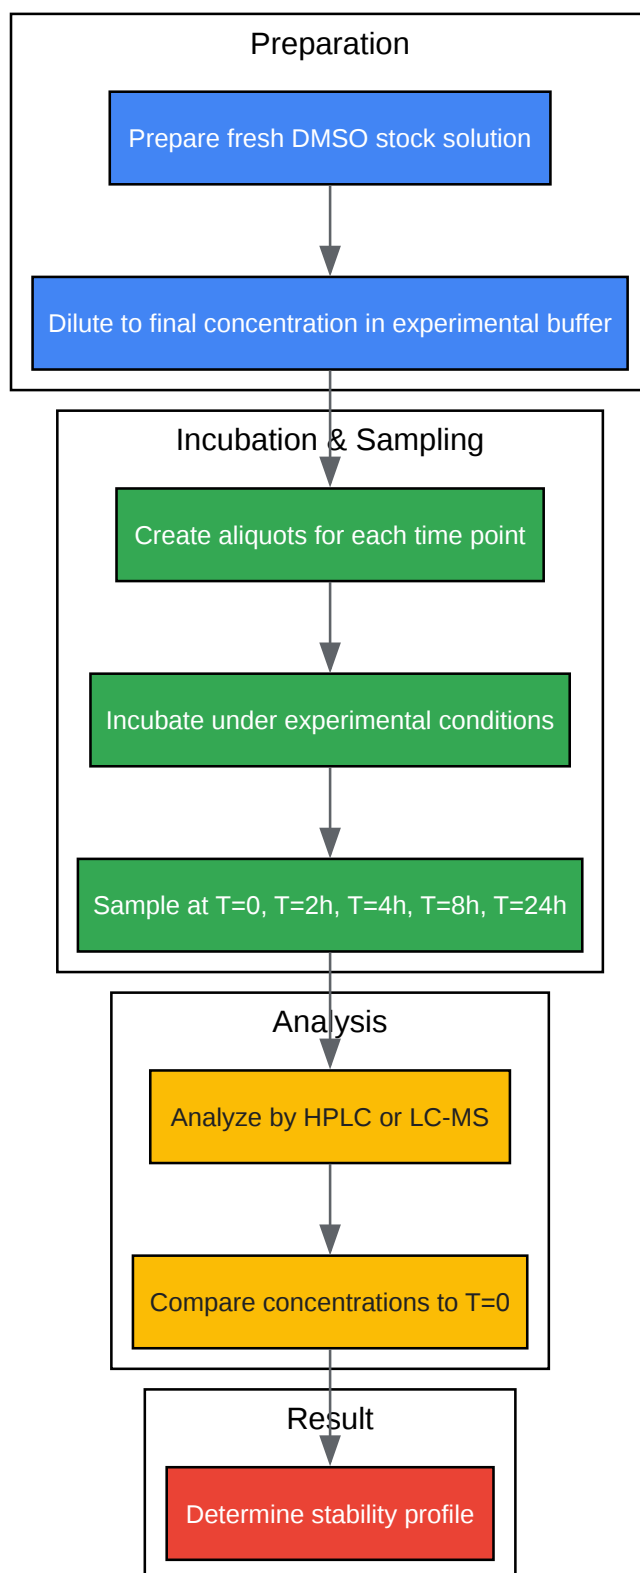 Preparation
Prepare fresh DMSO stock solution
Dilute to final concentration in experimental buffer
Incubation & Sampling
Create aliquots for each time point
Incubate under experimental conditions
Sample at T=0, T=2h, T=4h, T=8h, T=24h
Analysis
Analyze by HPLC or LC-MS
Compare concentrations to T=0
Result
Determine stability profile